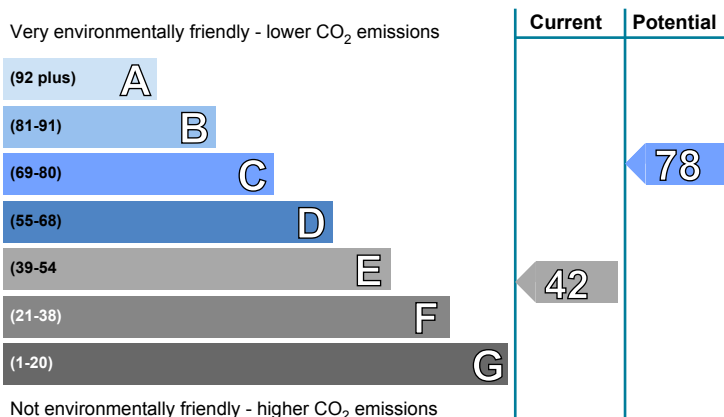 Current Potential
Very environmentally friendly - lower CO2 emissions
(92 plus) A
(81-91) B
(69-80) C
78
(55-68) D
(39-54 E
42
(21-38) F
(1-20) G
Not environmentally friendly - higher CO2 emissions